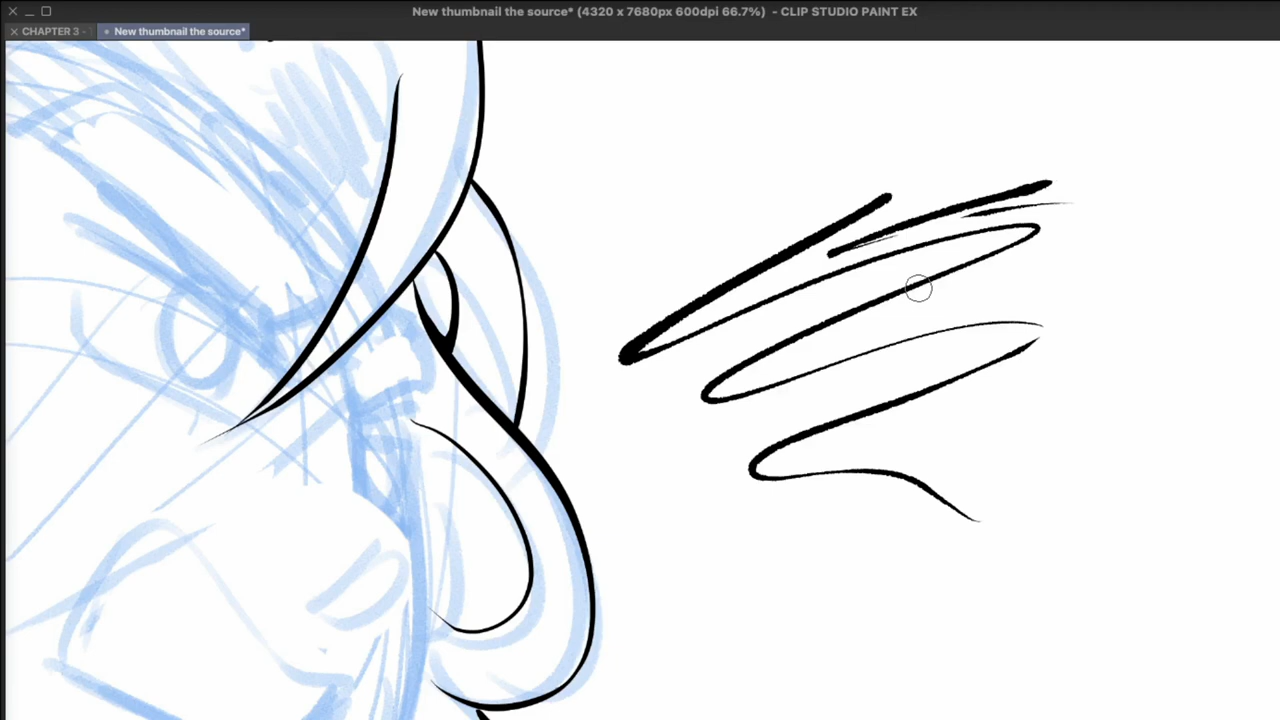 New thumbnail the source* (4320 x 7680px 600dpi 66.7%)  - CLIP STUDIO PAINT EX
CHAPTER 3 -
New thumbnail the source*